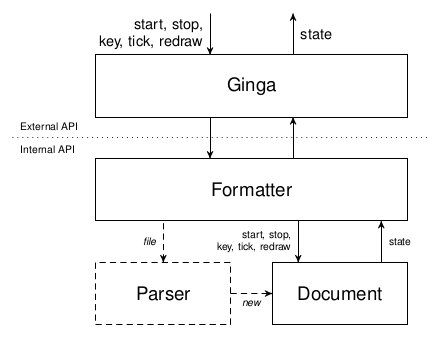 start, stop,
key, tick, redraw
state
Ginga
External API
Internal API
Formatter
file
start, stop,
key, tick, redraw
state
Parser
new
Document